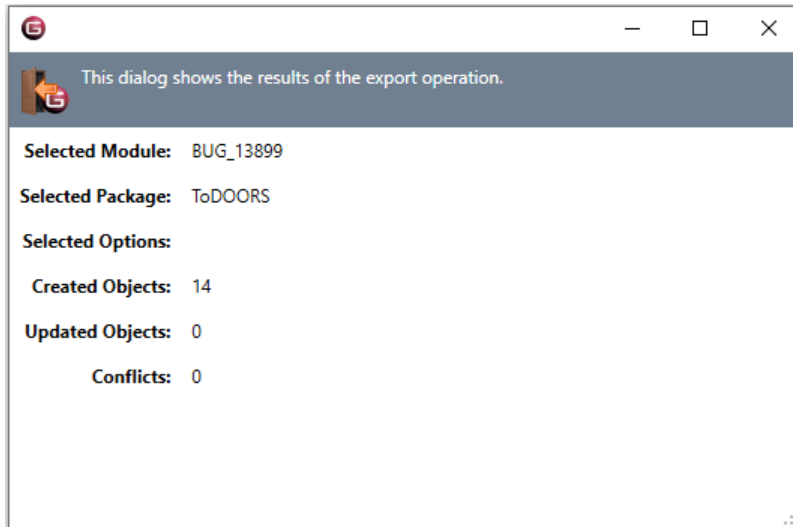 This dialog shows the results of the export operation.
Selected Module: BUG_13899
Selected Package: ToDOORS
Selected Options:
Created Objects: 14
Updated Objects: 0
Conflicts: 0